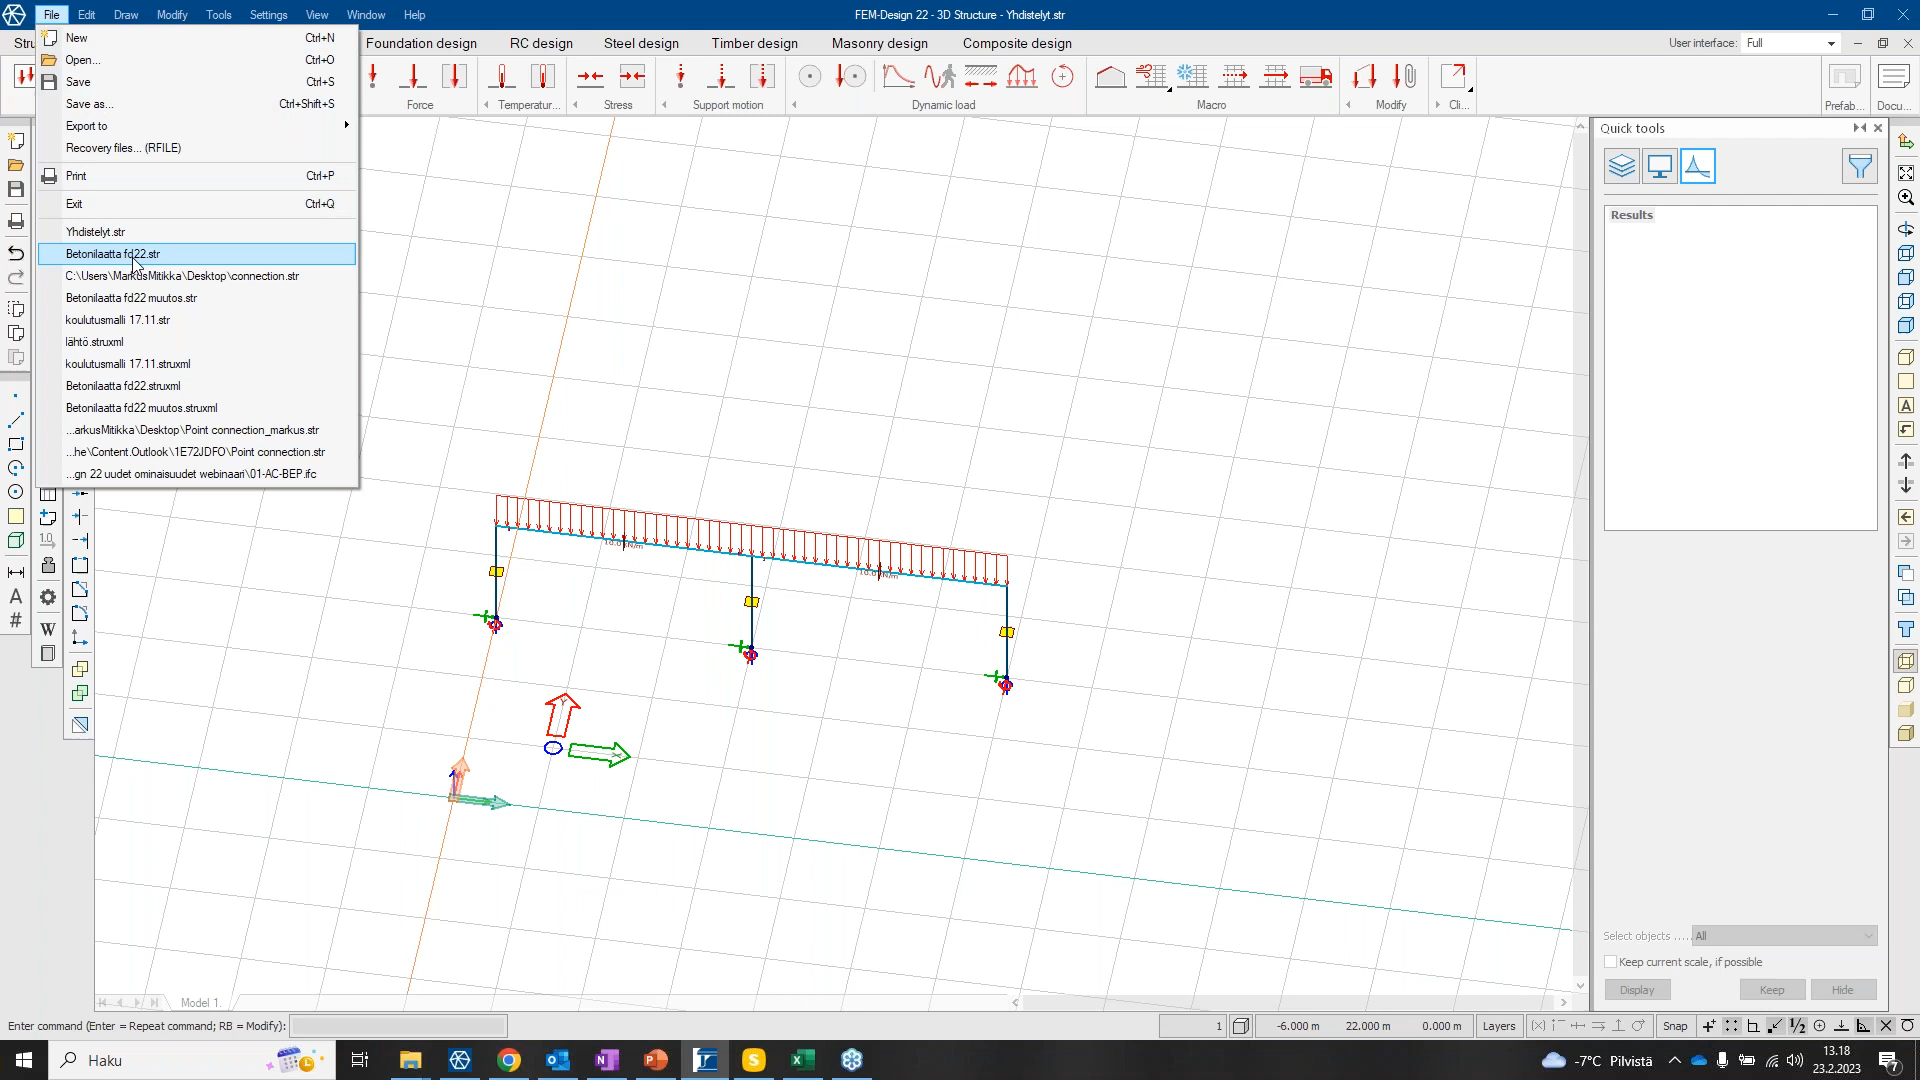 File Edit Draw Modify Tools Settings View Window Help
FEM-Design 22 - 3D Structure - Yhdistelyt.str
Foundation design RC design Steel design Timber design Masonry design Composite design
User interface: Full
Force Temperatur... Stress Support motion Dynamic load Macro Modify Cli... Prefab... Docu...
New Ctrl+N
Open... Ctrl+O
Save Ctrl+S
Save as... Ctrl+Shift+S
Export to
Recovery files... (RFILE)
Print Ctrl+P
Exit Ctrl+Q
Yhdistelyt.str
Betonilaatta fd22.str
C:\Users\MarkusMitikka\Desktop\connection.str
Betonilaatta fd22 muutos.str
koulutusmalli 17.11.str
lähtö.struxml
koulutusmalli 17.11.struxml
Betonilaatta fd22.struxml
Betonilaatta fd22 muutos.struxml
...arkusMitikka\Desktop\Point connection_markus.str
...he\Content.Outlook\1E72JDFO\Point connection.str
...gn 22 uudet ominaisuudet webinaari\01-AC-BEP.ifc
Quick tools
Results
Select objects ..... All
Keep current scale, if possible
Display Keep Hide
Model 1.
Enter command (Enter = Repeat command; RB = Modify):
1 -6.000 m 22.000 m 0.000 m Layers Snap
Haku
-7°C Pilvistä
13.18
23.2.2023
7